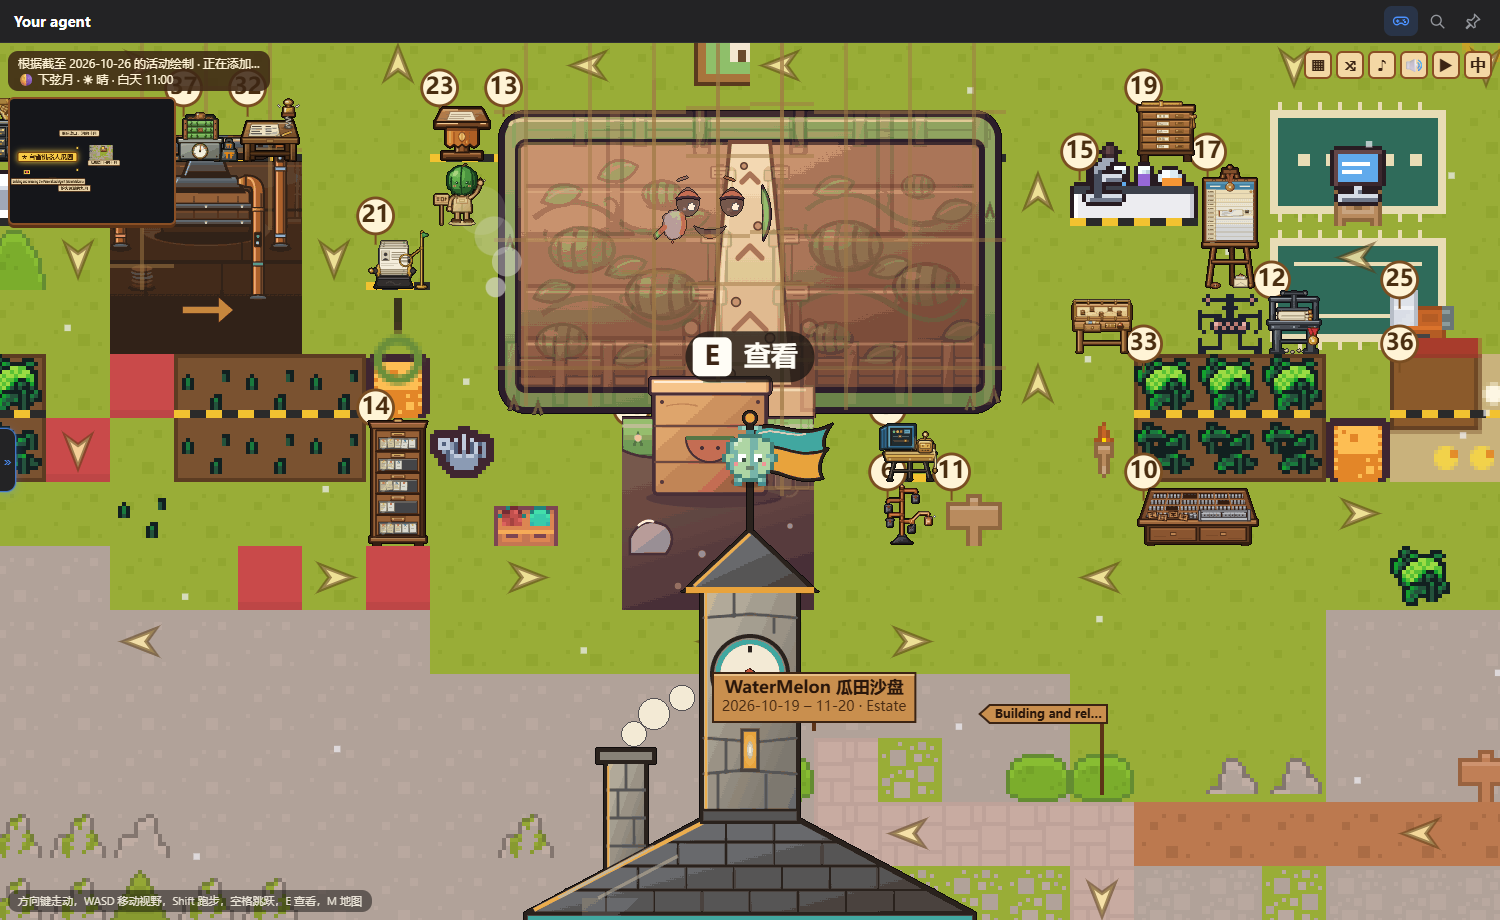 Your agent
根据截至 2026-10-26 的活动绘制 · 正在添加...
下弦月 · ☀ 晴 · 白天 11:00
中
37
32
23
13
19
15
17
21
12
25
33
36
E 查看
14
6
11
10
WaterMelon 瓜田沙盘
2026-10-19 – 11-20 · Estate
Building and rel...
方向键走动，WASD 移动视野，Shift 跑步，空格跳跃，E 查看，M 地图